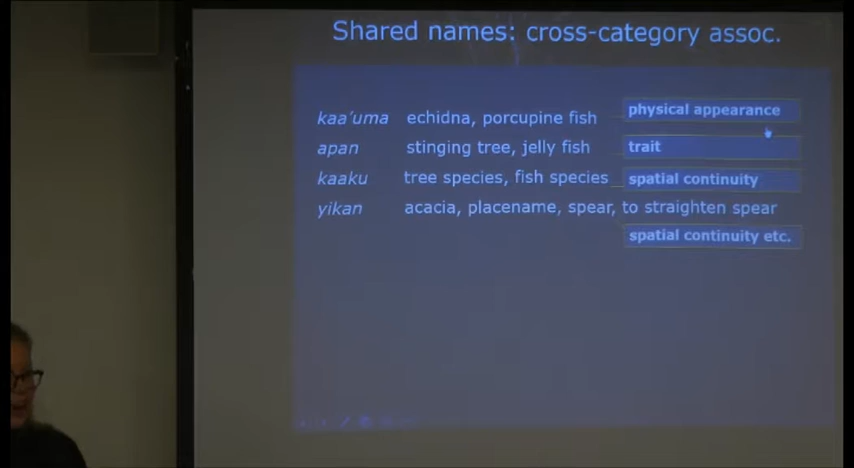 Shared names: cross-category assoc.
kaa'uma echidna, porcupine fish physical appearance
apan stinging tree, jelly fish trait
kaaku tree species, fish species spatial continuity
yikan acacia, placename, spear, to straighten spear
spatial continuity etc.